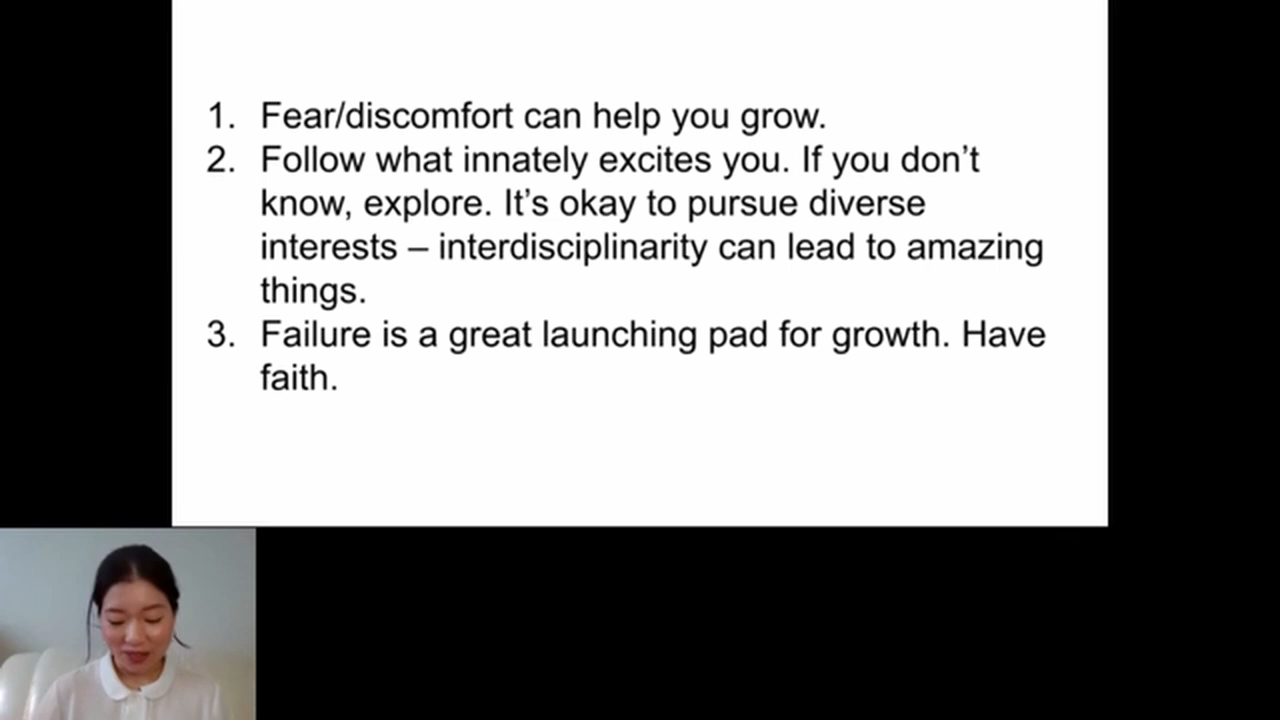 1. Fear/discomfort can help you grow.
2. Follow what innately excites you. If you don’t
know, explore. It’s okay to pursue diverse
interests – interdisciplinarity can lead to amazing
things.
3. Failure is a great launching pad for growth. Have
faith.